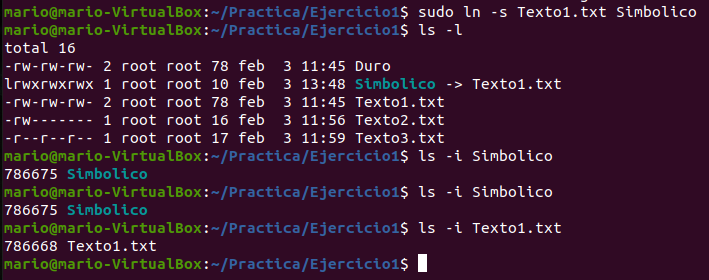 mario@mario-VirtualBox:~/Practica/Ejercicio1$ sudo ln -s Texto1.txt Simbolico
mario@mario-VirtualBox:~/Practica/Ejercicio1$ ls -l
total 16
-rw-rw-rw- 2 root root 78 feb  3 11:45 Duro
lrwxrwxrwx 1 root root 10 feb  3 13:48 Simbolico -> Texto1.txt
-rw-rw-rw- 2 root root 78 feb  3 11:45 Texto1.txt
-rw------- 1 root root 16 feb  3 11:56 Texto2.txt
-r--r--r-- 1 root root 17 feb  3 11:59 Texto3.txt
mario@mario-VirtualBox:~/Practica/Ejercicio1$ ls -i Simbolico
786675 Simbolico
mario@mario-VirtualBox:~/Practica/Ejercicio1$ ls -i Simbolico
786675 Simbolico
mario@mario-VirtualBox:~/Practica/Ejercicio1$ ls -i Texto1.txt
786668 Texto1.txt
mario@mario-VirtualBox:~/Practica/Ejercicio1$